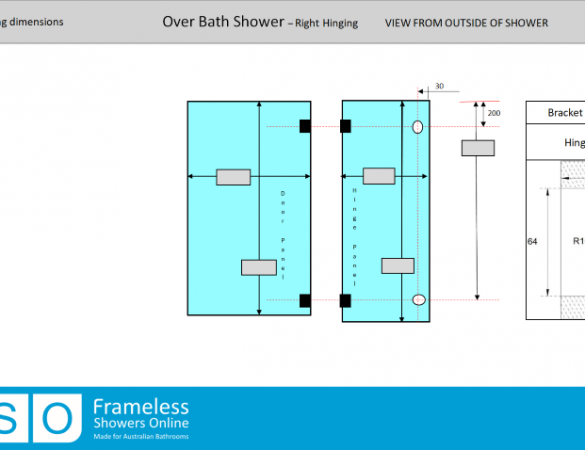 g dimensions
Over Bath Shower – Right Hinging
VIEW FROM OUTSIDE OF SHOWER
30
200
Bracket
Hing
Door Panel
Hinge Panel
64
R1
SO
Frameless
Showers Online
Made for Australian Bathrooms